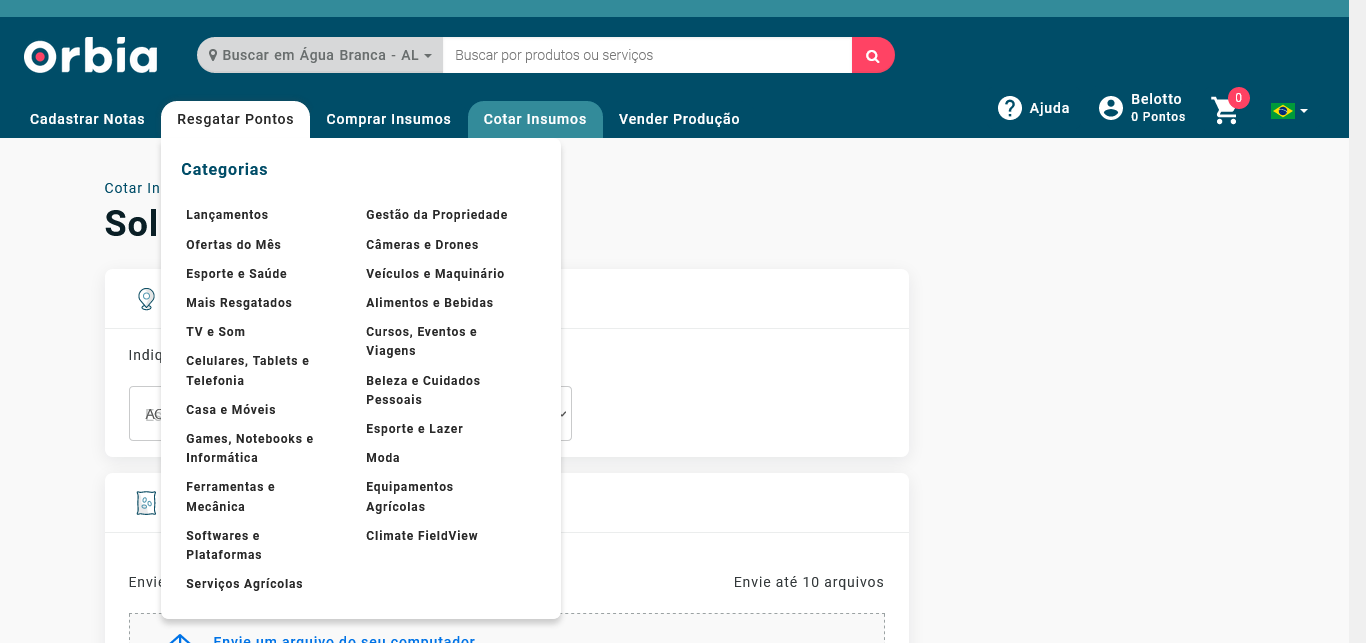 Orbia
Buscar em Água Branca - AL
Buscar por produtos ou serviços
Cadastrar Notas
Resgatar Pontos
Comprar Insumos
Cotar Insumos
Vender Produção
Ajuda
Belotto
0 Pontos
0
Categorias
Lançamentos
Ofertas do Mês
Esporte e Saúde
Mais Resgatados
TV e Som
Celulares, Tablets e
Telefonia
Casa e Móveis
Games, Notebooks e
Informática
Ferramentas e
Mecânica
Softwares e
Plataformas
Serviços Agrícolas
Gestão da Propriedade
Câmeras e Drones
Veículos e Maquinário
Alimentos e Bebidas
Cursos, Eventos e
Viagens
Beleza e Cuidados
Pessoais
Esporte e Lazer
Moda
Equipamentos
Agrícolas
Climate FieldView
Cotar In
Sol
Indiq
Envie
Envie até 10 arquivos
Envie um arquivo do seu computador